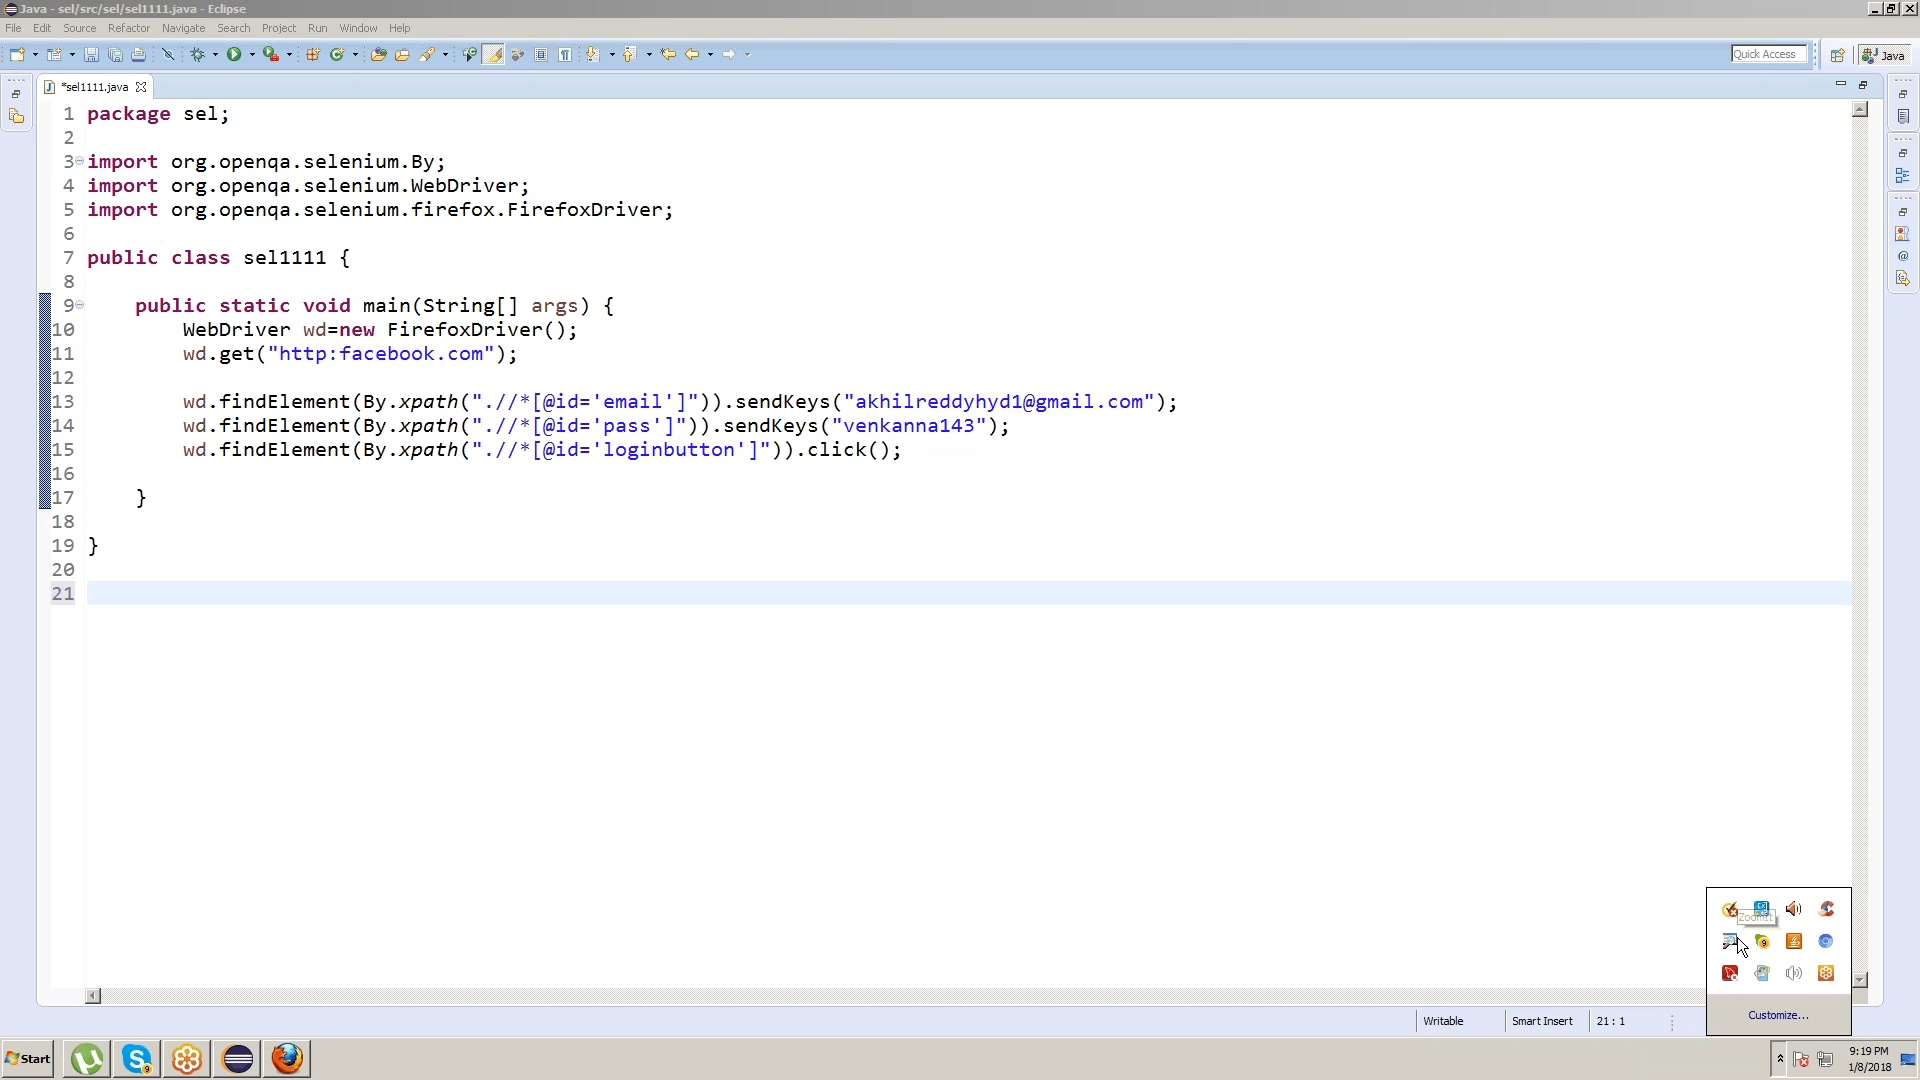 Java - sel/src/sel/sel1111.java - Eclipse
File Edit Source Refactor Navigate Search Project Run Window Help
Quick Access
Java
*sel1111.java
1 package sel;
2
3 import org.openqa.selenium.By;
4 import org.openqa.selenium.WebDriver;
5 import org.openqa.selenium.firefox.FirefoxDriver;
6
7 public class sel1111 {
8
9 public static void main(String[] args) {
10 WebDriver wd=new FirefoxDriver();
11 wd.get("http:facebook.com");
12
13 wd.findElement(By.xpath(".//*[@id='email']")).sendKeys("akhilreddyhyd1@gmail.com");
14 wd.findElement(By.xpath(".//*[@id='pass']")).sendKeys("venkanna143");
15 wd.findElement(By.xpath(".//*[@id='loginbutton']")).click();
16
17 }
18
19 }
20
21
ZoomIt
Customize...
Writable Smart Insert 21 : 1
Start
9:19 PM
1/8/2018